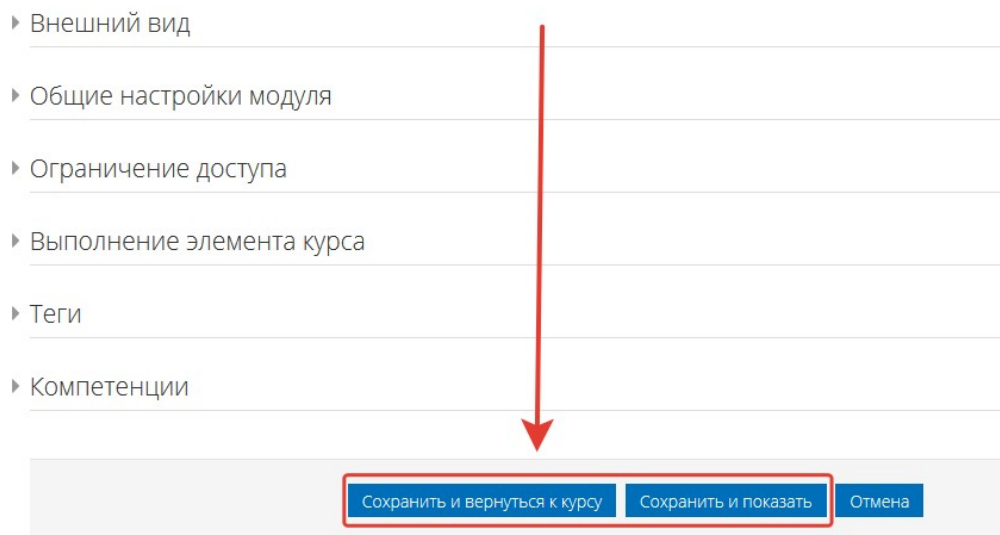 Внешний вид
Общие настройки модуля
Ограничение доступа
Выполнение элемента курса
Теги
Компетенции
Сохранить и вернуться к курсу Сохранить и показать Отмена